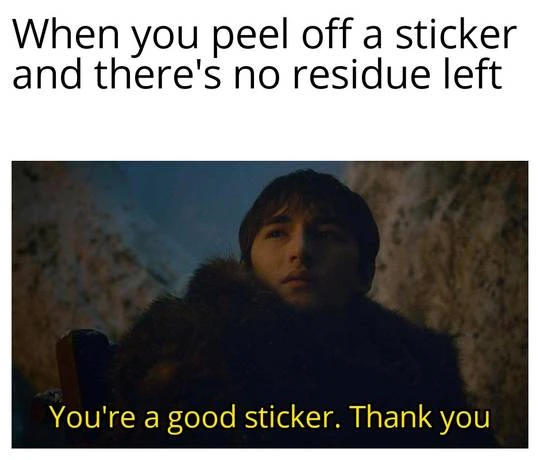 When you peel off a sticker
and there's no residue left
You're a good sticker. Thank you